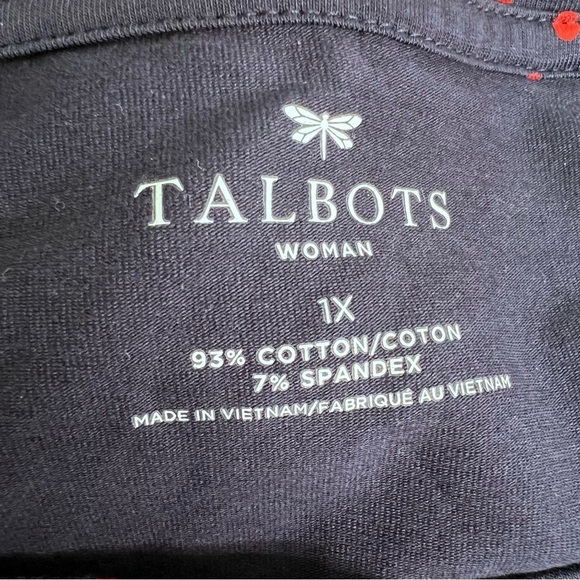 TALBOTS
WOMAN
1X
93% COTTON/COTON
7% SPANDEX
MADE IN VIETNAM/FABRIQUÉ AU VIETNAM